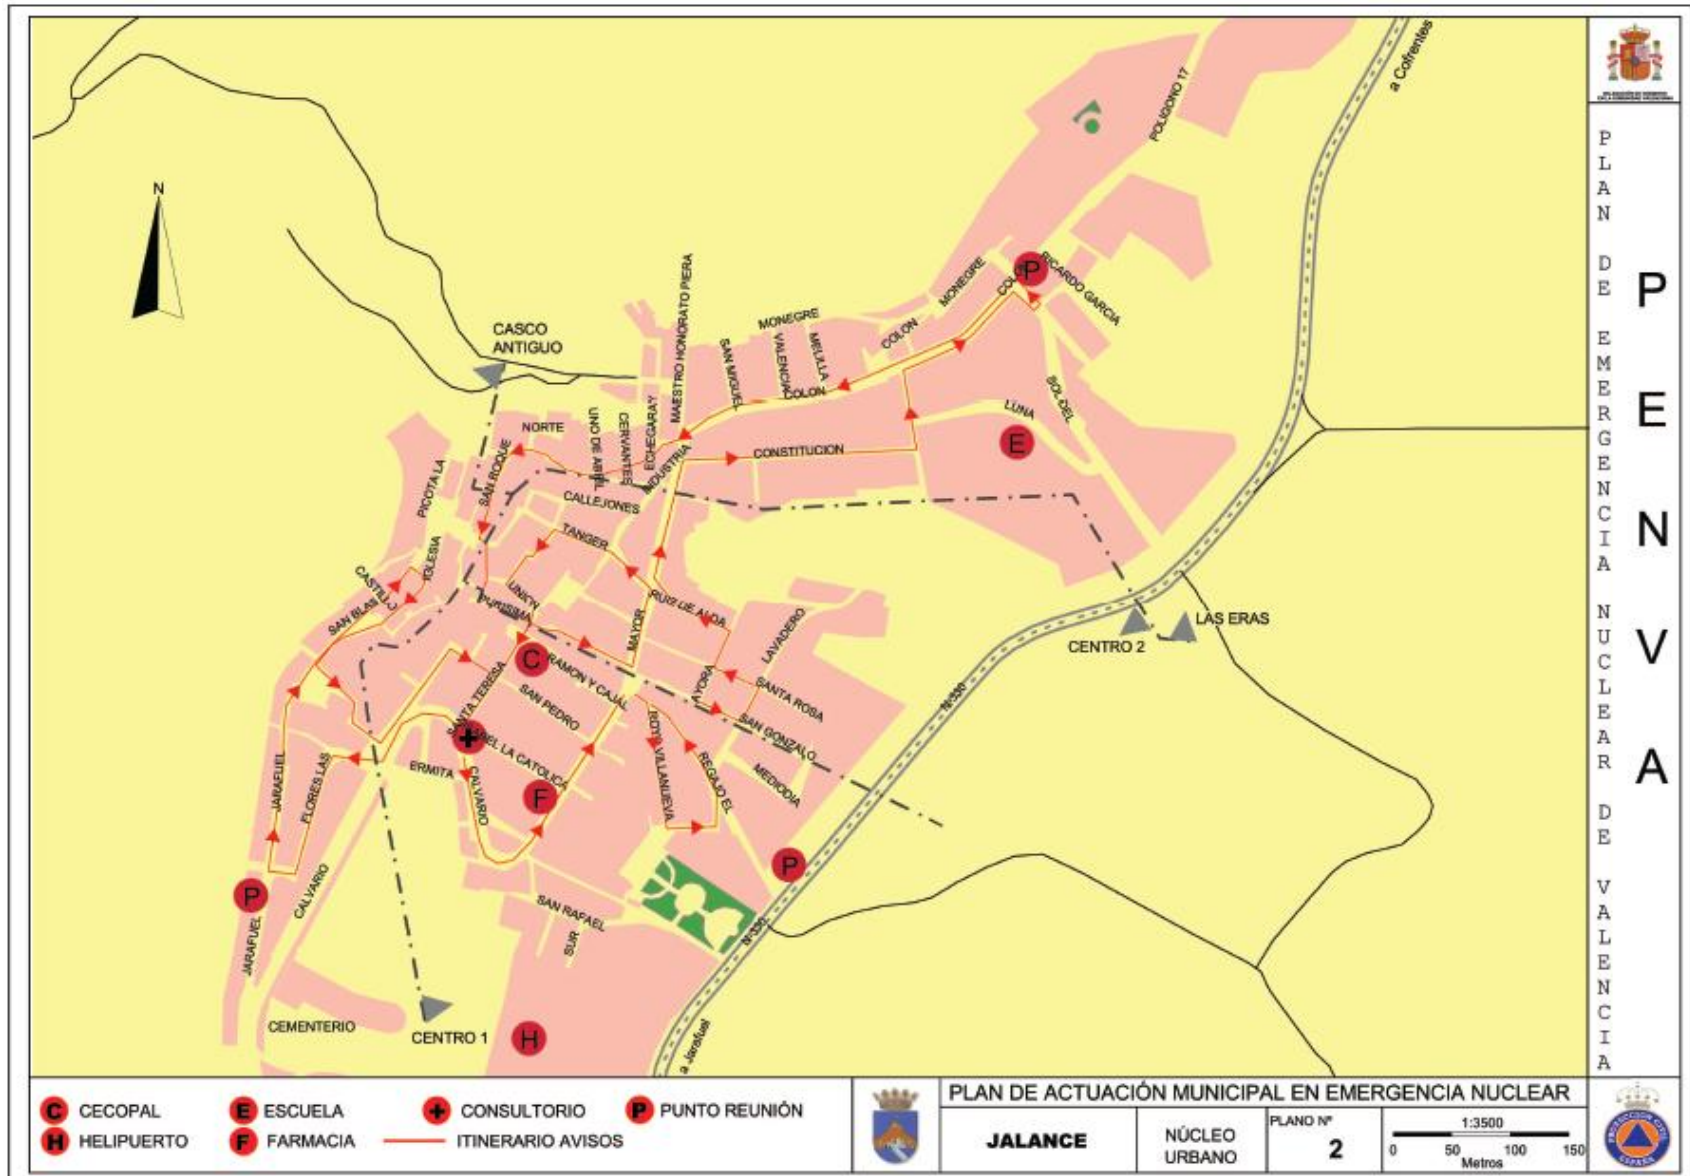 a Cofrentes
POLIGONO 17
N
RICARDO GARCIA
MONEGRE
COLON
COLON
MONEGRE
MAESTRO HONORATO PIERA
CASCO
ANTIGUO
SAN MIGUEL
VALENCIA
MELILLA
COLON
SOL DEL
LUNA
E
NORTE
UNO DE ABRIL
CERVANTES
ECHEGARAY
INDUSTRIA
CONSTITUCION
PICOTA LA
SAN ROQUE
CALLEJONES
TANGER
IGLESIA
CASTILLO
SAN BLAS
UNION
PURISIMA
RUIZ DE ALDA
MAYOR
LAVADERO
LAS ERAS
CENTRO 2
C
P
RAMON Y CAJAL
SANTA TERESA
SAN PEDRO
AYORA
SANTA ROSA
SAN GONZALO
N-330
ISABEL LA CATOLICA
ERMITA
CALVARIO
F
VILLANUEVA
REGAJO EL
MEDIODIA
JARAFUEL
FLORES LAS
CALVARIO
P
P
JARAFUEL
SAN RAFAEL
SUR
N-330
CEMENTERIO
CENTRO 1
H
a Jarafuel
PLAN DE EMERGENCIA NUCLEAR DE VALENCIA
PENVA
C CECOPAL
E ESCUELA
CONSULTORIO
P PUNTO REUNIÓN
H HELIPUERTO
F FARMACIA
ITINERARIO AVISOS
PLAN DE ACTUACIÓN MUNICIPAL EN EMERGENCIA NUCLEAR
JALANCE
NÚCLEO
URBANO
PLANO Nº
2
1:3500
0 50 100 150
Metros
PROTECCION CIVIL
ESPAÑA